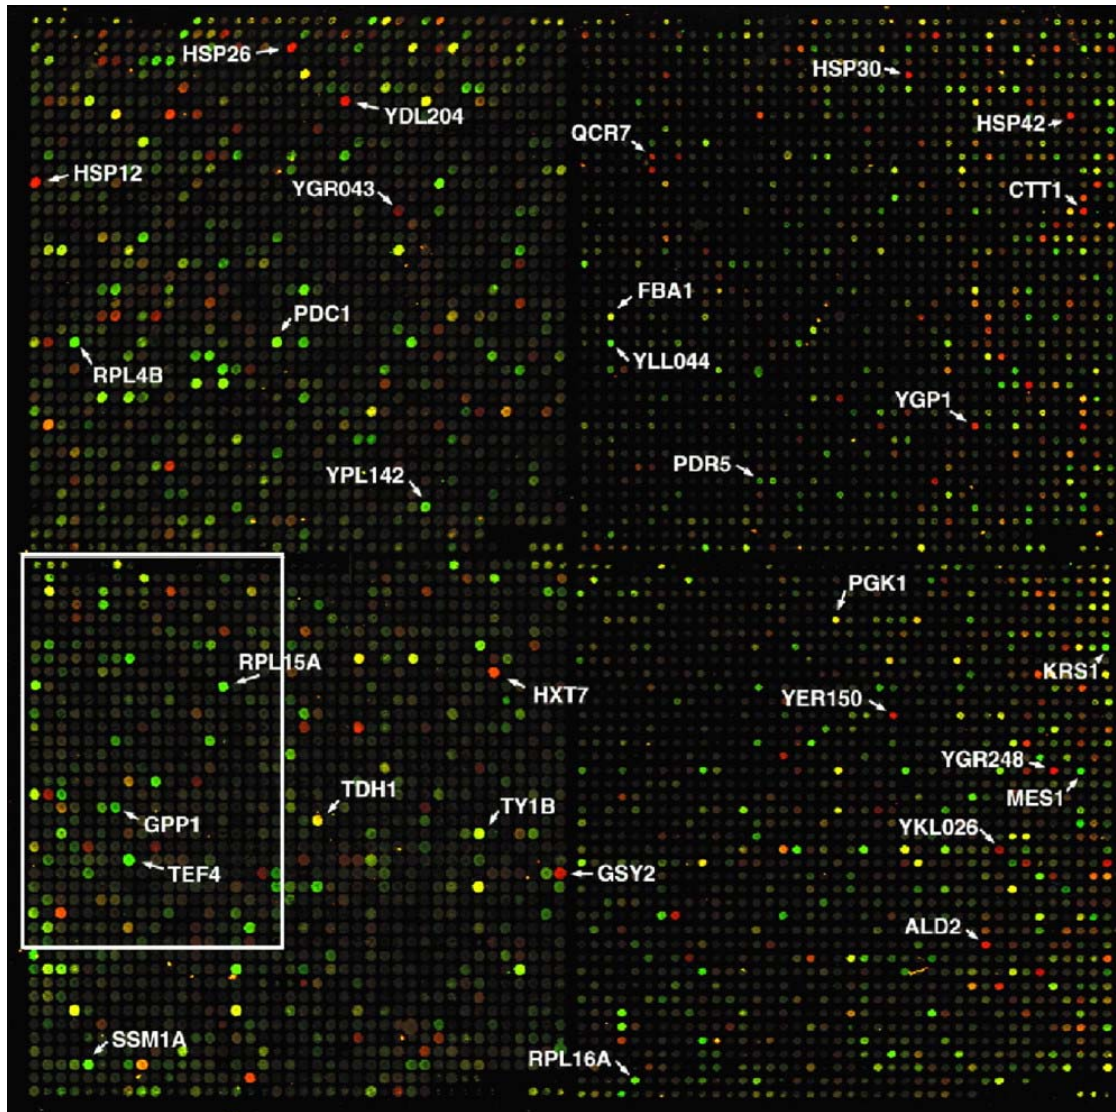 HSP26
YDL204
HSP12
YGR043
PDC1
RPL4B
YPL142
HSP30
HSP42
QCR7
CTT1
FBA1
YLL044
YGP1
PDR5
RPL15A
HXT7
TDH1
TY1B
GPP1
TEF4
GSY2
SSM1A
PGK1
KRS1
YER150
YGR248
MES1
YKL026
ALD2
RPL16A